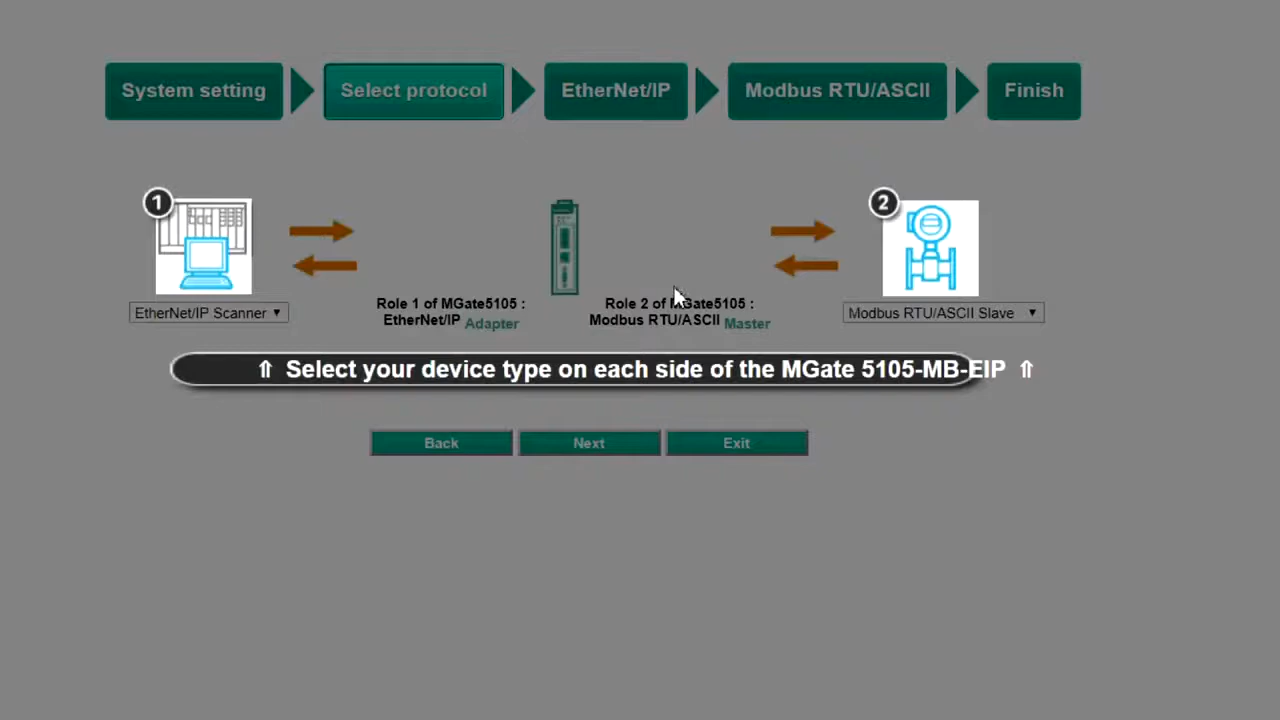 System setting
Select protocol
EtherNet/IP
Modbus RTU/ASCII
Finish
1
2
EtherNet/IP Scanner ▼
Role 1 of MGate5105 :
EtherNet/IP Adapter
Role 2 of MGate5105 :
Modbus RTU/ASCII Master
Modbus RTU/ASCII Slave ▼
⇑ Select your device type on each side of the MGate 5105-MB-EIP ⇑
Back
Next
Exit